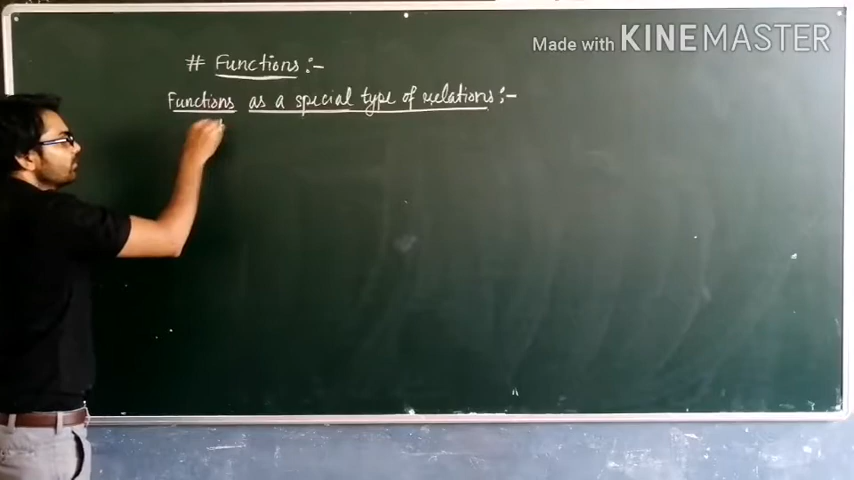 Made with KINEMASTER
# Functions :-
Functions as a special type of relations :-